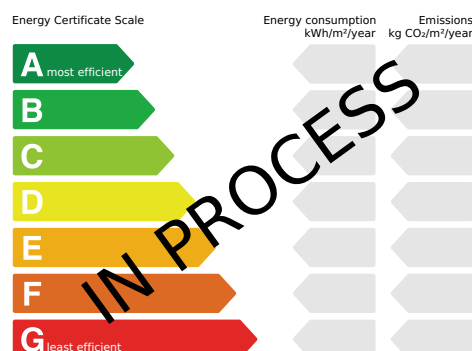 Energy Certificate Scale
Energy consumption
kWh/m²/year
Emissions
kg CO₂/m²/year
A most efficient
B
C
D
E
F
G least efficient
IN PROCESS